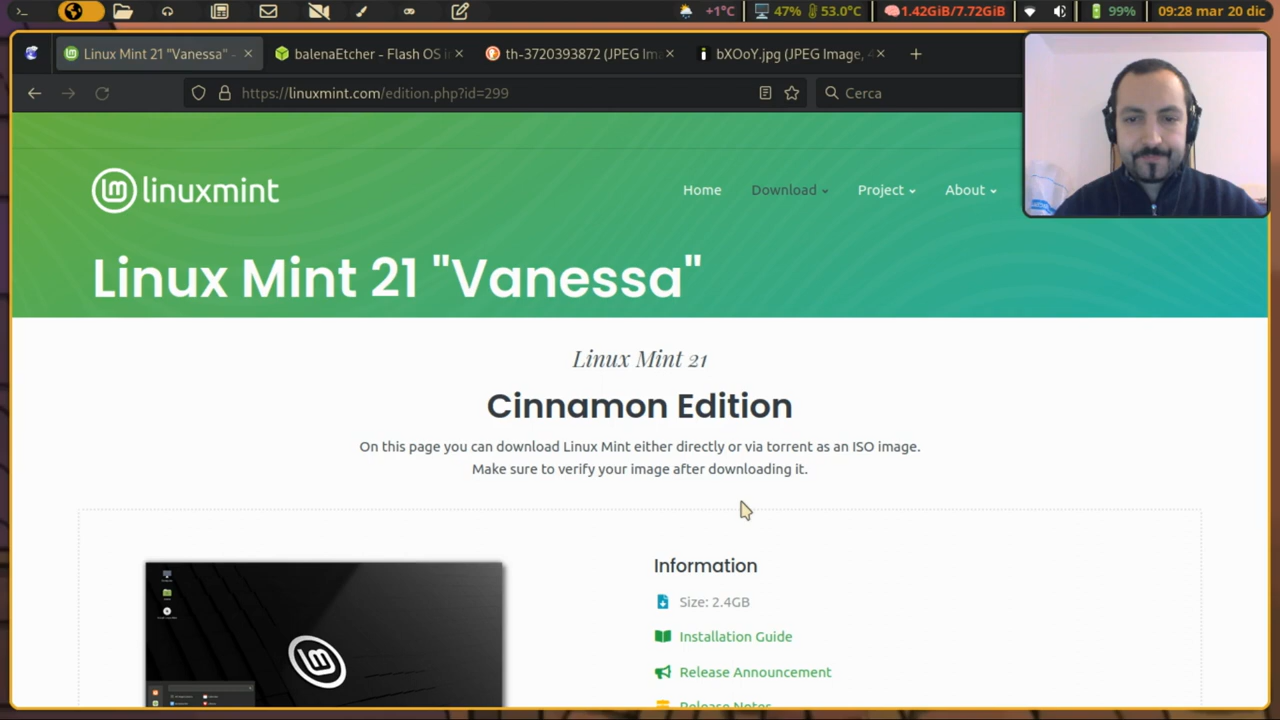 +1°C 47% 53.0°C 1.42GiB/7.72GiB 99% 09:28 mar 20 dic
Linux Mint 21 "Vanessa" - balenaEtcher - Flash OS i th-3720393872 (JPEG Im bXOoY.jpg (JPEG Image, 4
https://linuxmint.com/edition.php?id=299 Cerca
linuxmint Home Download Project About
Linux Mint 21 "Vanessa"
Linux Mint 21
Cinnamon Edition
On this page you can download Linux Mint either directly or via torrent as an ISO image.
Make sure to verify your image after downloading it.
Information
Size: 2.4GB
Installation Guide
Release Announcement
Release Notes